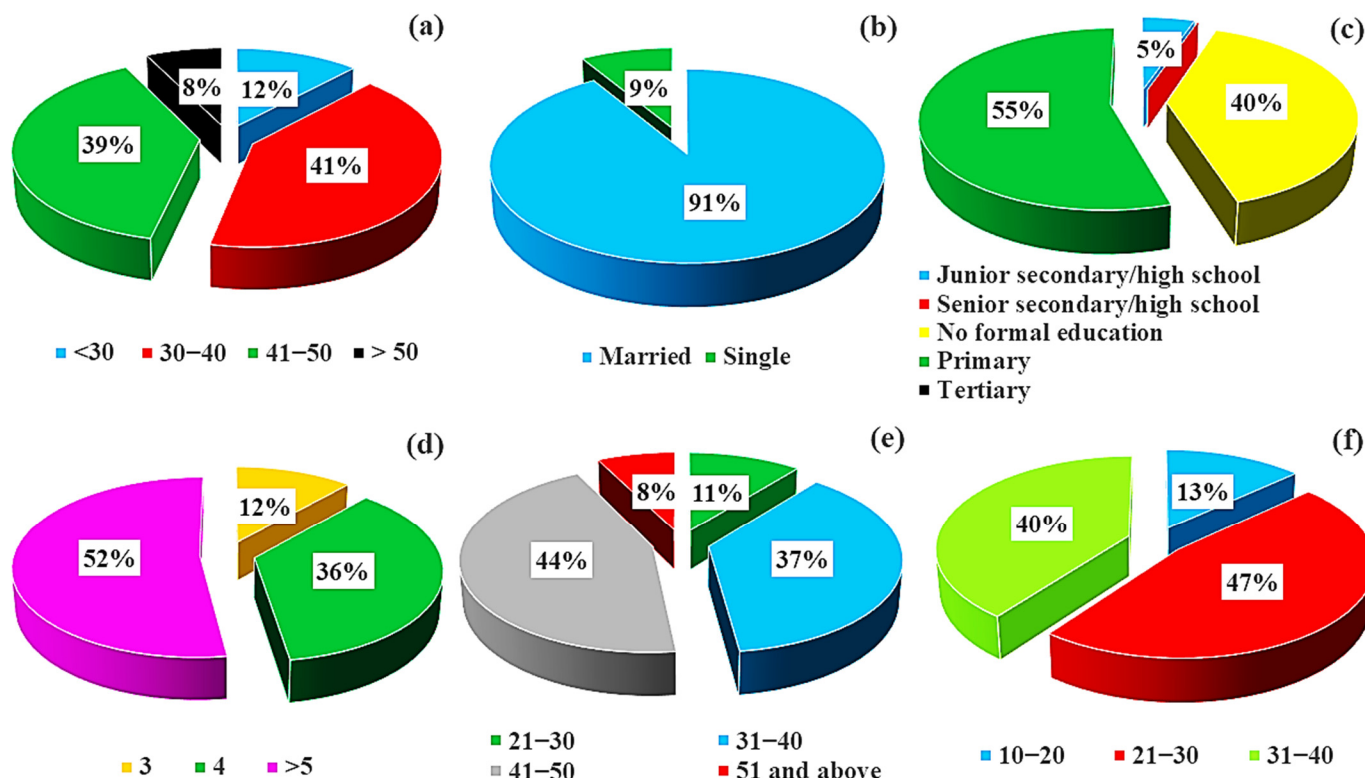 (a)
8%
12%
39%
41%
<30 30−40 41−50 > 50
(b)
9%
91%
Married Single
(c)
5%
55%
40%
Junior secondary/high school
Senior secondary/high school
No formal education
Primary
Tertiary
(d)
12%
52%
36%
3 4 >5
(e)
8%
11%
44%
37%
21−30 31−40
41−50 51 and above
(f)
13%
40%
47%
10−20 21−30 31−40